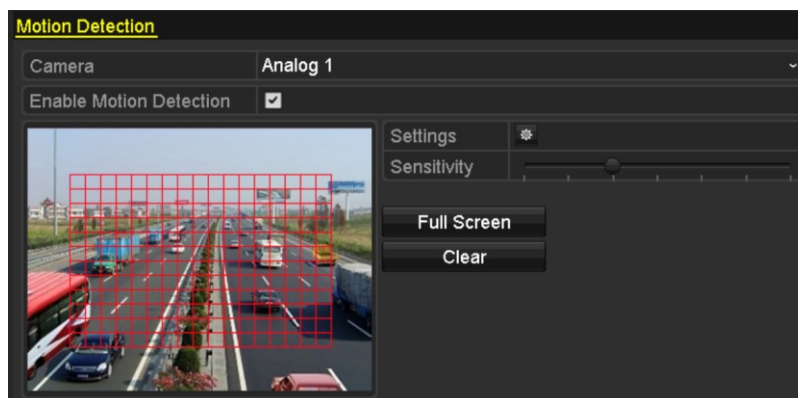 Motion Detection
Camera Analog 1
Enable Motion Detection
Settings
Sensitivity
Full Screen
Clear